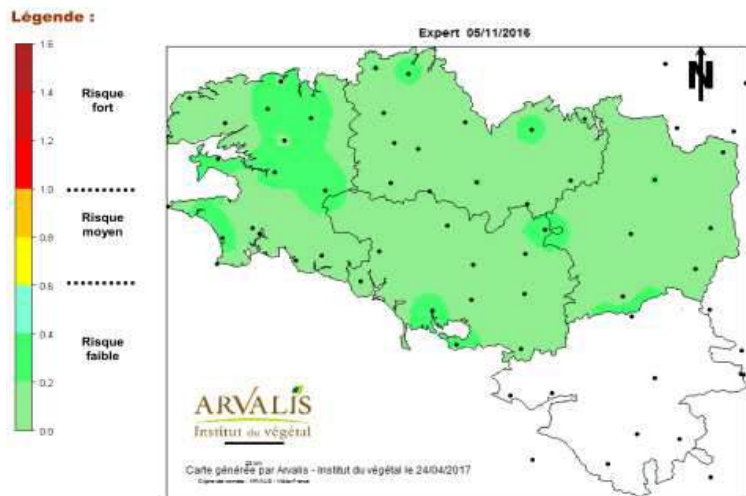 Légende :
Expert 05/11/2016
1.6
1.4
1.2
1.0
0.8
0.6
0.4
0.2
0.0
Risque
fort
Risque
moyen
Risque
faible
N
ARVALIS
Institut du végétal
Carte générée par Arvalis - Institut du végétal le 24/04/2017